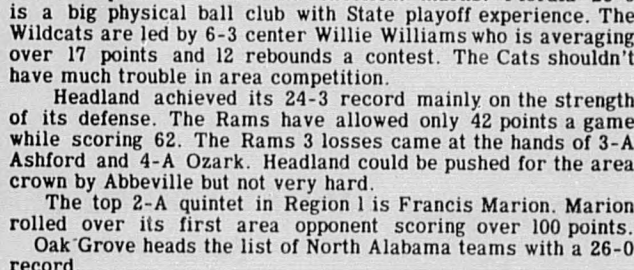 is a big physical ball club with State playoff experience. The
Wildcats are led by 6-3 center Willie Williams who is averaging
over 17 points and 12 rebounds a contest. The Cats shouldn't
have much trouble in area competition.
Headland achieved its 24-3 record mainly on the strength
of its defense. The Rams have allowed only 42 points a game
while scoring 62. The Rams 3 losses came at the hands of 3-A
Ashford and 4-A Ozark. Headland could be pushed for the area
crown by Abbeville but not very hard.
The top 2-A quintet in Region 1 is Francis Marion. Marion
rolled over its first area opponent scoring over 100 points.
Oak Grove heads the list of North Alabama teams with a 26-0
record